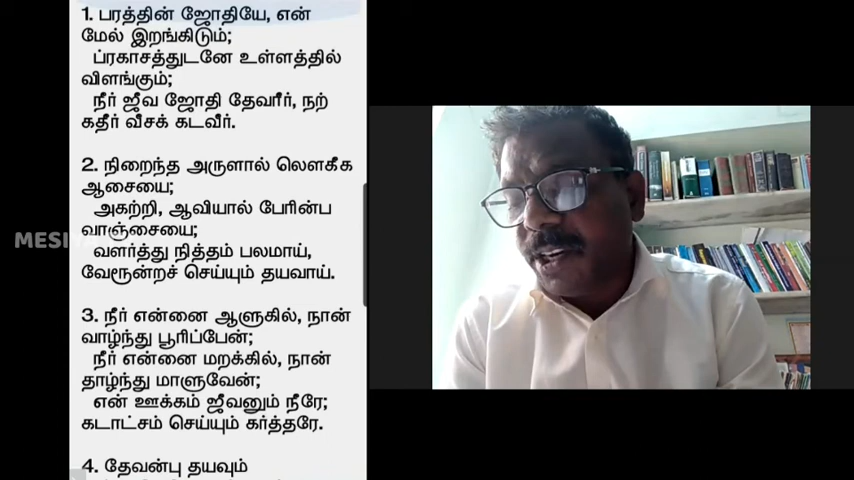 1. பரத்தின் ஜோதியே, என்
மேல் இறங்கிடும்;
ப்ரகாசத்துடனே உள்ளத்தில்
விளங்கும்;
நீர் ஜீவ ஜோதி தேவரீர், நற்
கதீர் வீசக் கடவீர்.
2. நிறைந்த அருளால் லௌகீக
ஆசையை;
அகற்றி, ஆவியால் பேரின்ப
வாஞ்சையை;
வளர்த்து நித்தம் பலமாய்,
வேரூன்றச் செய்யும் தயவாய்.
3. நீர் என்னை ஆளுகில், நான்
வாழ்ந்து பூரிப்பேன்;
நீர் என்னை மறக்கில், நான்
தாழ்ந்து மாளுவேன்;
என் ஊக்கம் ஜீவனும் நீரே;
கடாட்சம் செய்யும் கர்த்தரே.
4. தேவன்பு தயவும்